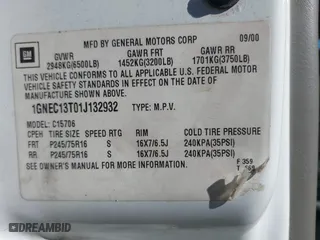 GM
MFD BY GENERAL MOTORS CORP 09/00
GVWR GAWR FRT GAWR RR
2948KG(6500LB) 1452KG(3200LB) 1701KG(3750LB)
THIS VEHICLE CONFORMS TO ALL APPLICABLE U.S. FEDERAL
MOTOR VEHICLE SAFETY STANDARDS IN EFFECT ON THE DATE OF
MANUFACTURE SHOWN ABOVE.
1GNEC13T01J132932 TYPE: M.P.V.
MODEL: C15706
CPEH TIRE SIZE SPEED RTG RIM COLD TIRE PRESSURE
FRT P245/75R16 S 16X7/6.5J 240KPA(35PSI)
RR P245/75R16 S 16X7/6.5J 240KPA(35PSI)
SEE OWNER'S MANUAL FOR MORE INFORMATION
F 359
AUTOBIDMASTER